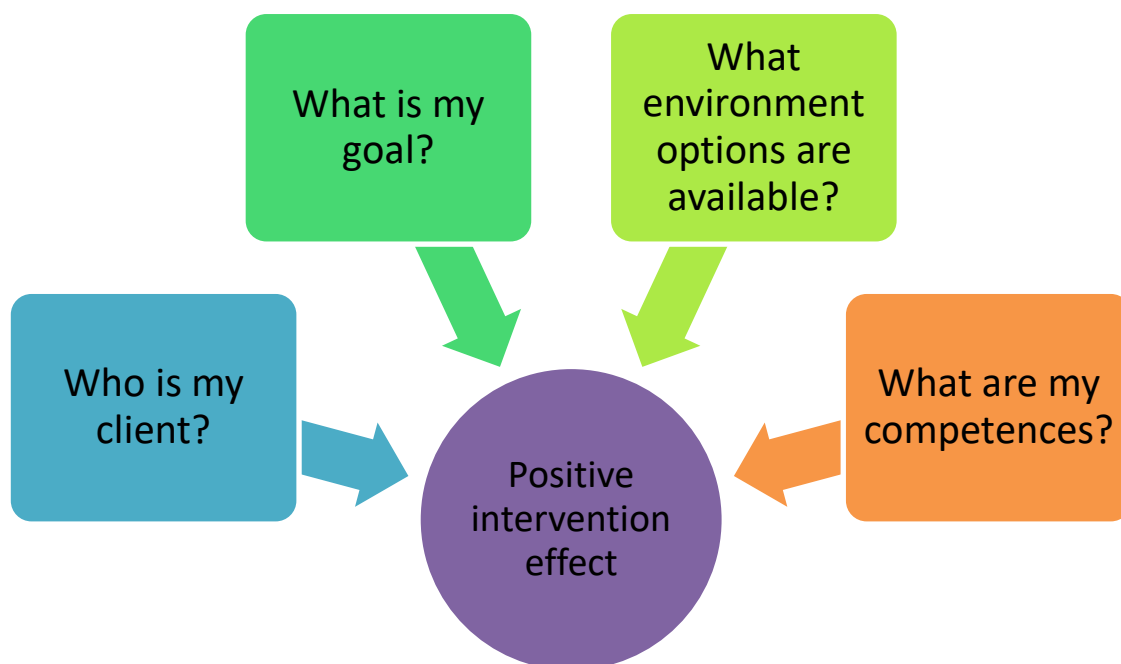 What is my
goal?
What
environment
options are
available?
Who is my
client?
What are my
competences?
Positive
intervention
effect